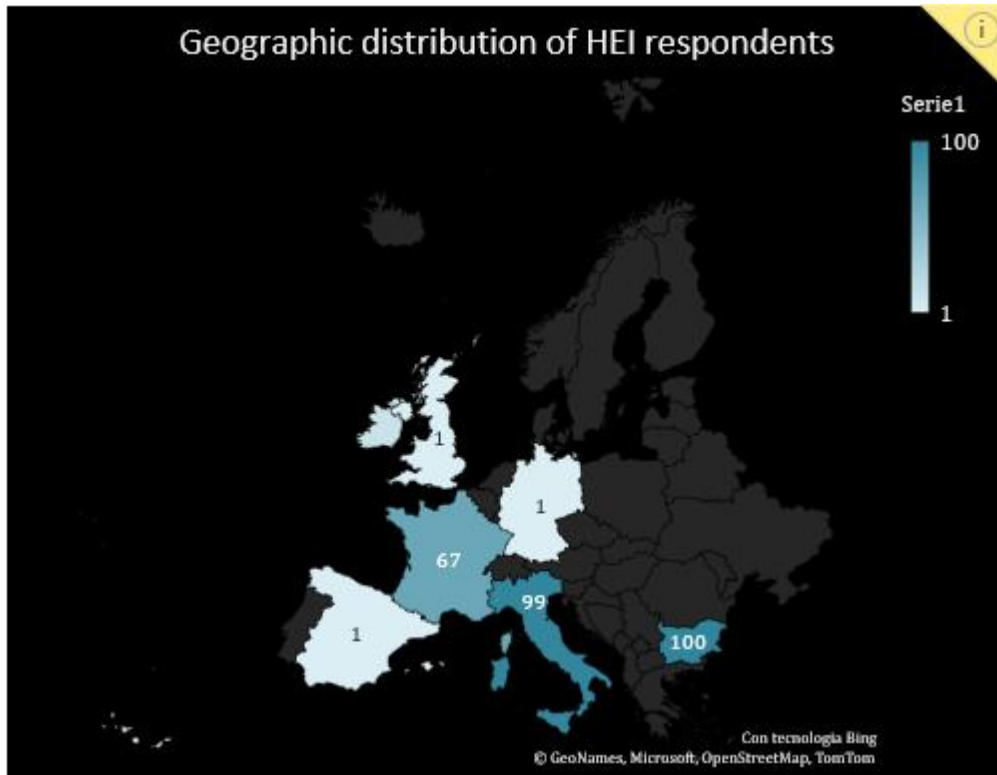 Geographic distribution of HEI respondents
i
Serie1
100
1
1
1
67
99
1
100
Con tecnologia Bing
© GeoNames, Microsoft, OpenStreetMap, TomTom